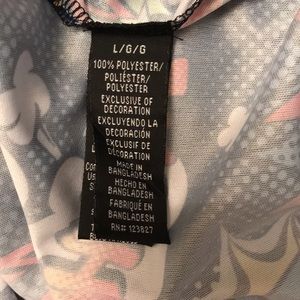 L/G/G
100% POLYESTER/
POLIÉSTER/
POLYESTER
EXCLUSIVE OF
DECORATION
EXCLUYENDO LA
DECORACIÓN
EXCLUSIF DE
DÉCORATION
MADE IN
BANGLADESH
HECHO EN
BANGLADESH
FABRIQUÉ EN
BANGLADESH
RN# 123827